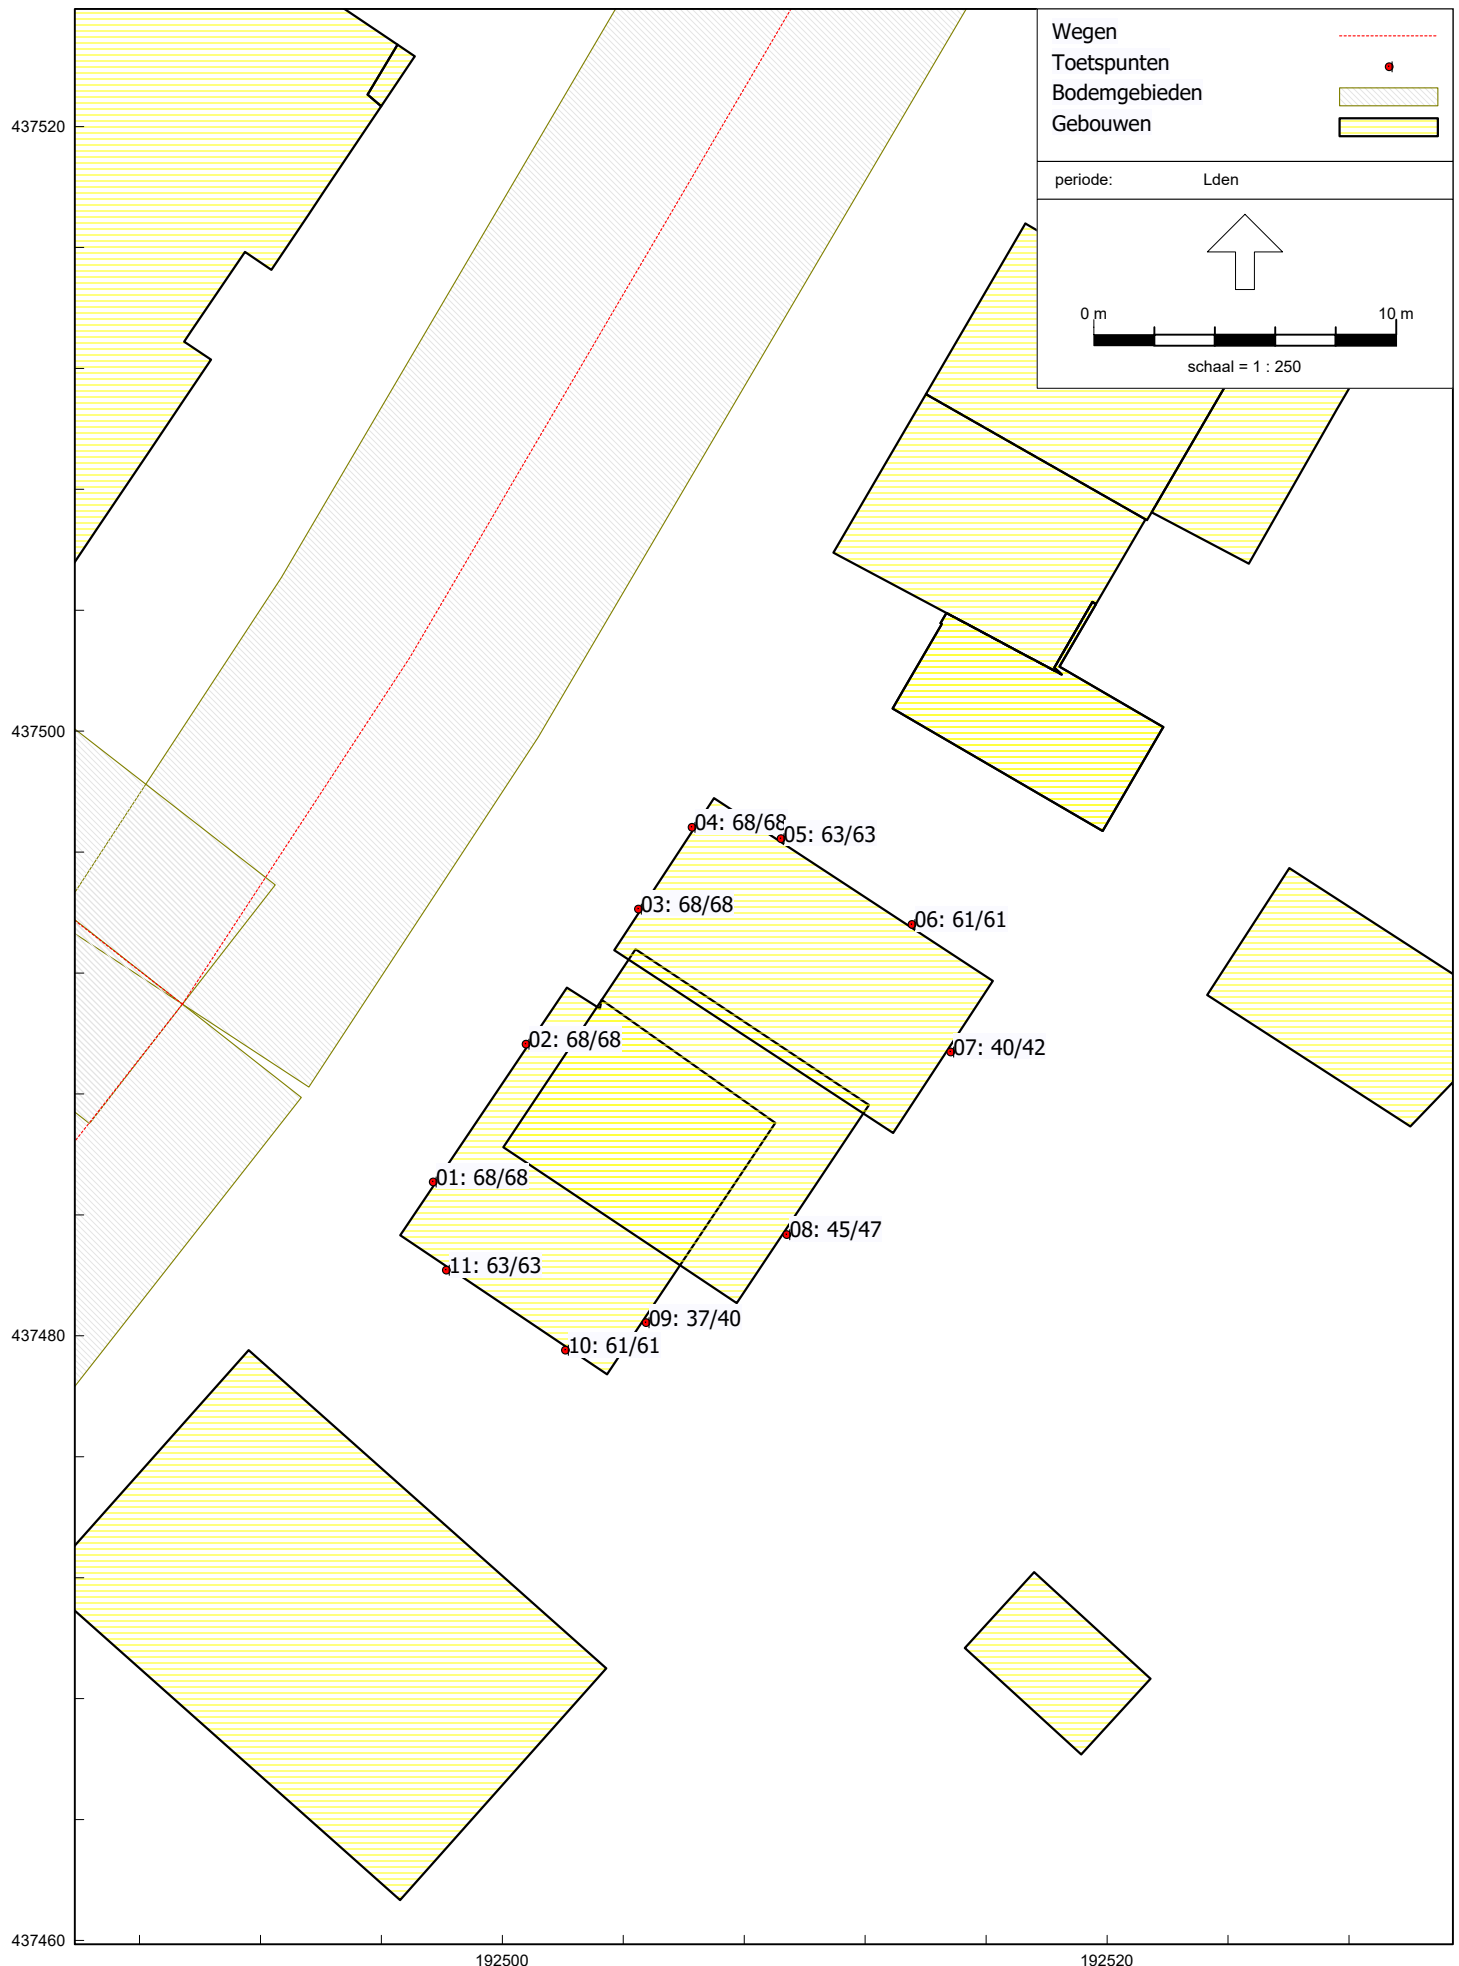 Wegen
Toetspunten
Bodemgebieden
Gebouwen
periode: Lden
0 m 10 m
schaal = 1 : 250
437520
437500
437480
437460
192500 192520
04: 68/68
05: 63/63
03: 68/68
06: 61/61
02: 68/68
07: 40/42
01: 68/68
08: 45/47
11: 63/63
09: 37/40
10: 61/61